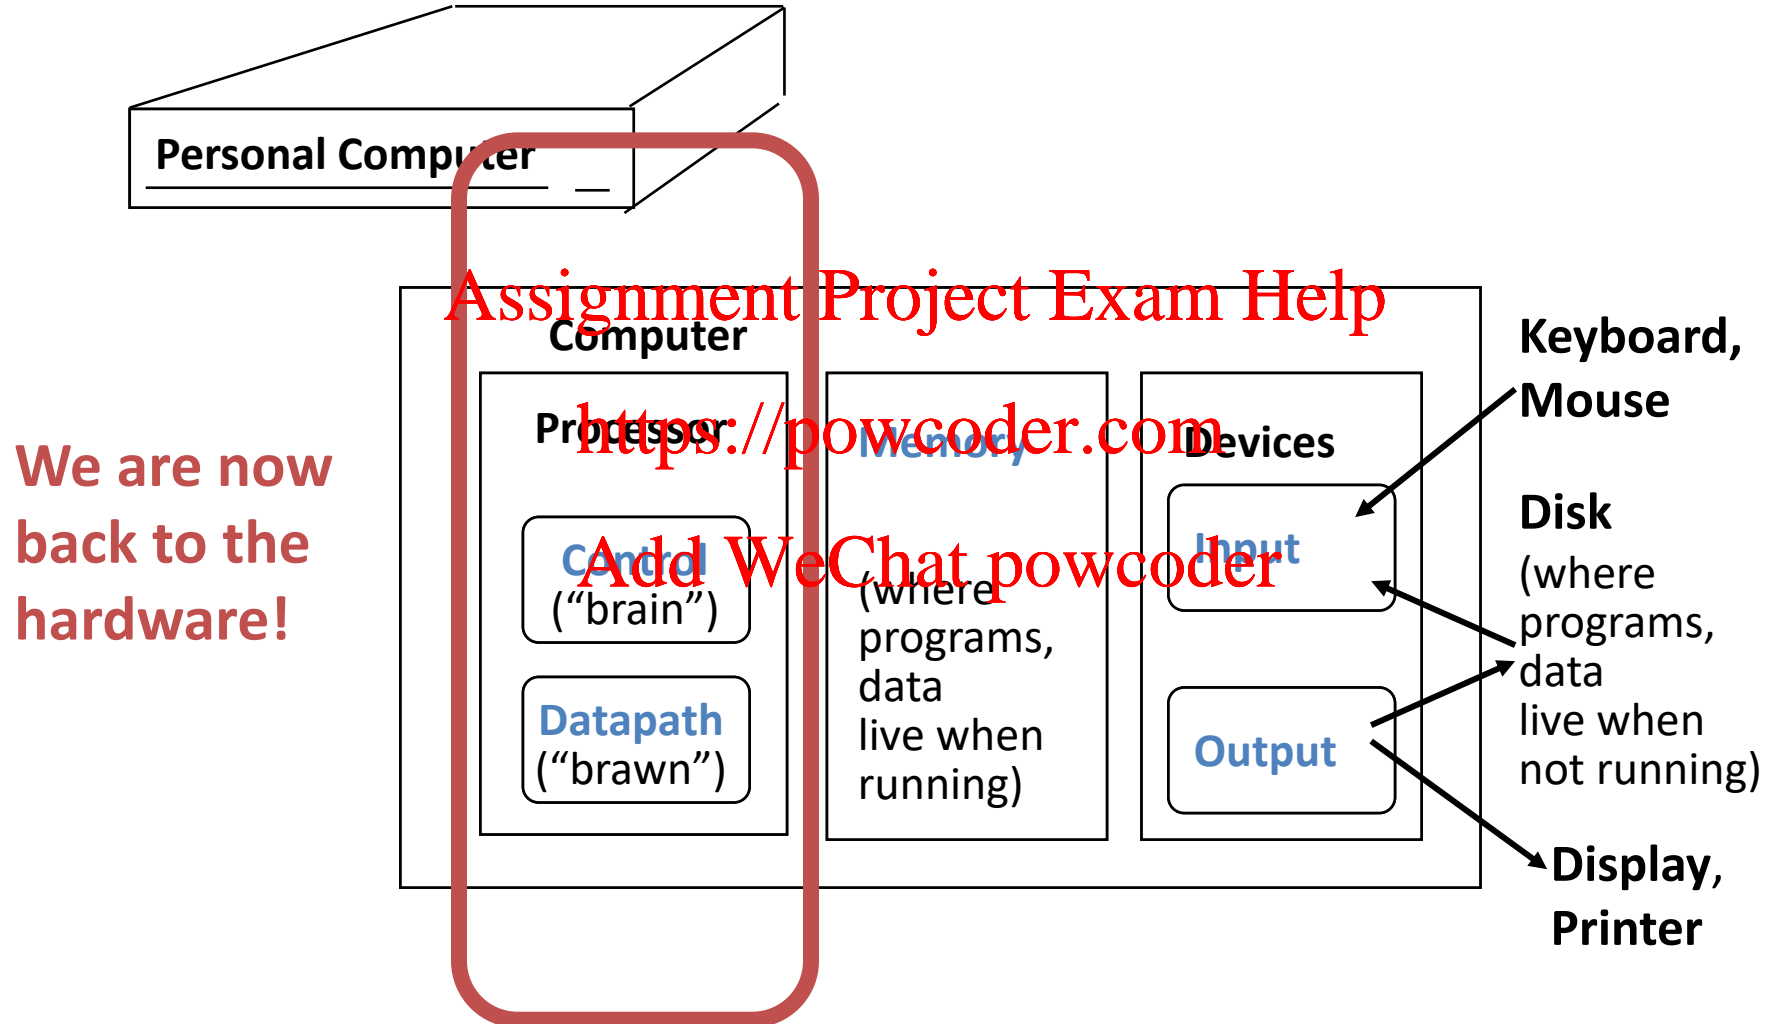 Personal Computer
Assignment Project Exam Help
Computer
https://powcoder.com
Processor
Memory
Devices
Add WeChat powcoder
Control
("brain")
Datapath
("brawn")
(where
programs,
data
live when
running)
Input
Output
We are now
back to the
hardware!
Keyboard,
Mouse
Disk
(where
programs,
data
live when
not running)
Display,
Printer